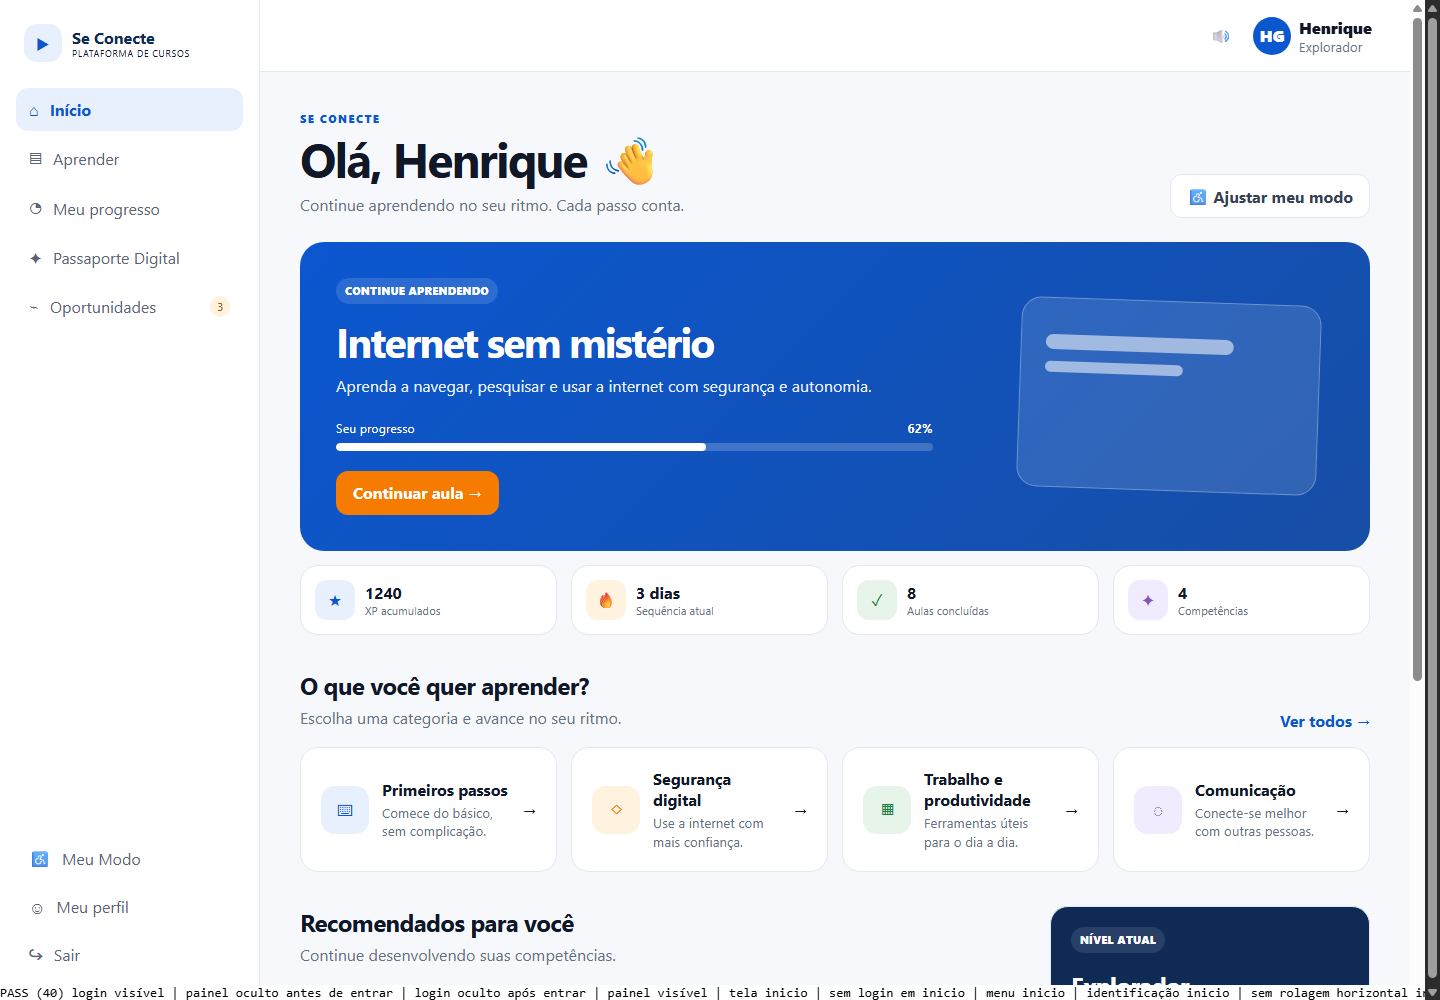 Se Conecte
PLATAFORMA DE CURSOS
Início
Aprender
Meu progresso
Passaporte Digital
Oportunidades 3
Meu Modo
Meu perfil
Sair
HG
Henrique
Explorador
SE CONECTE
Olá, Henrique
Continue aprendendo no seu ritmo. Cada passo conta.
Ajustar meu modo
CONTINUE APRENDENDO
Internet sem mistério
Aprenda a navegar, pesquisar e usar a internet com segurança e autonomia.
Seu progresso 62%
Continuar aula →
1240
XP acumulados
3 dias
Sequência atual
8
Aulas concluídas
4
Competências
O que você quer aprender?
Escolha uma categoria e avance no seu ritmo.
Ver todos →
Primeiros passos
Comece do básico,
sem complicação.
→
Segurança
digital
Use a internet com
mais confiança.
→
Trabalho e
produtividade
Ferramentas úteis
para o dia a dia.
→
Comunicação
Conecte-se melhor
com outras pessoas.
→
Recomendados para você
Continue desenvolvendo suas competências.
NÍVEL ATUAL
Explorador
PASS (40) login visível | painel oculto antes de entrar | login oculto após entrar | painel visível | tela inicio | sem login em inicio | menu inicio | identificação inicio | sem rolagem horizontal